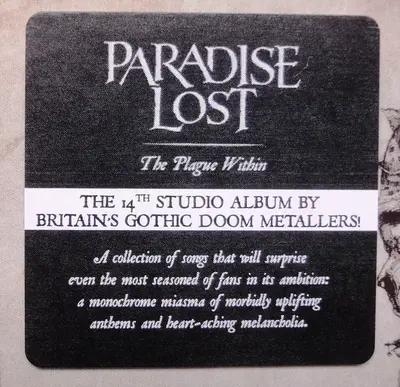 PARADISE
LOST
The Plague Within
THE 14TH STUDIO ALBUM BY
BRITAIN'S GOTHIC DOOM METALLERS!
A collection of songs that will surprise
even the most seasoned of fans in its ambition:
a monochrome miasma of morbidly uplifting
anthems and heart-aching melancholia.